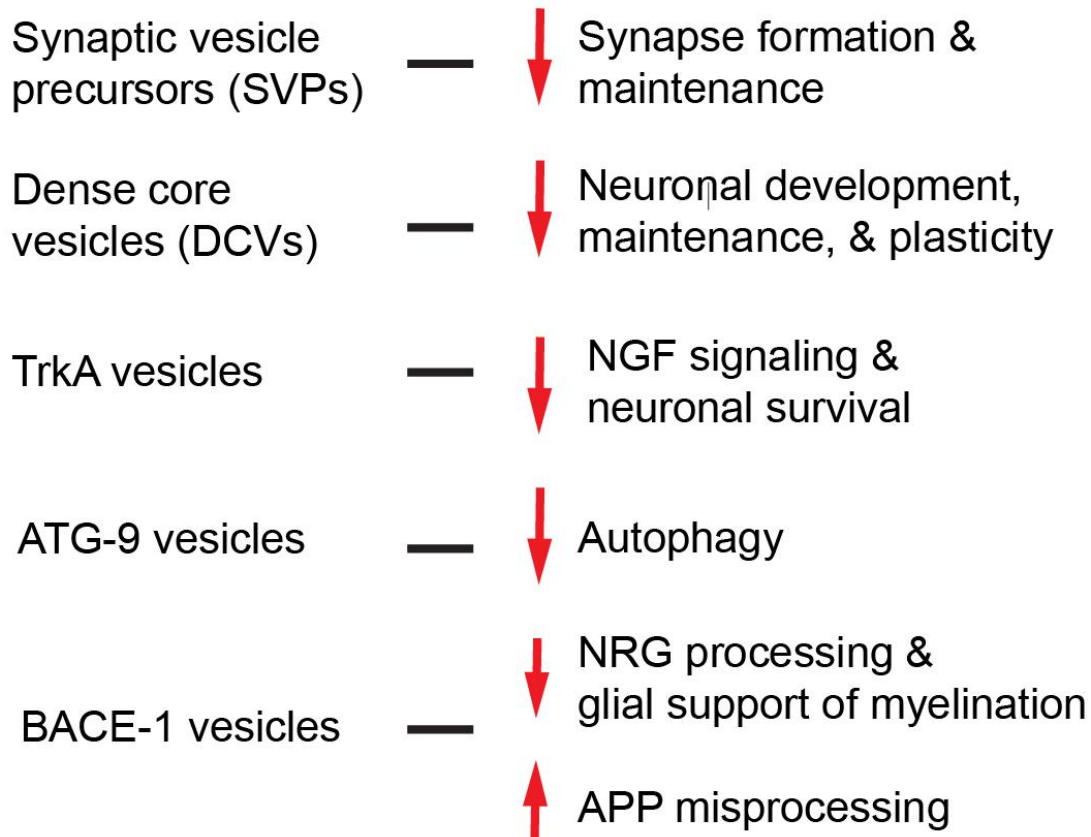 Synaptic vesicle
precursors (SVPs)
Synapse formation &
maintenance
Dense core
vesicles (DCVs)
Neuronal development,
maintenance, & plasticity
TrkA vesicles
NGF signaling &
neuronal survival
ATG-9 vesicles
Autophagy
BACE-1 vesicles
NRG processing &
glial support of myelination
APP misprocessing